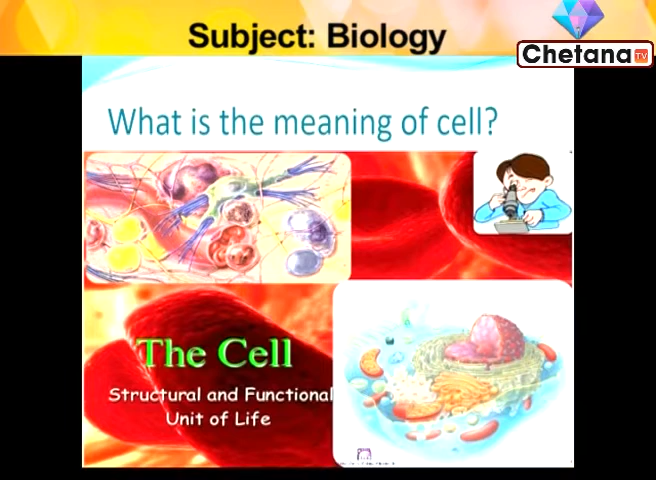 Subject: Biology
Chetana TV
What is the meaning of cell?
The Cell
Structural and Functional
Unit of Life